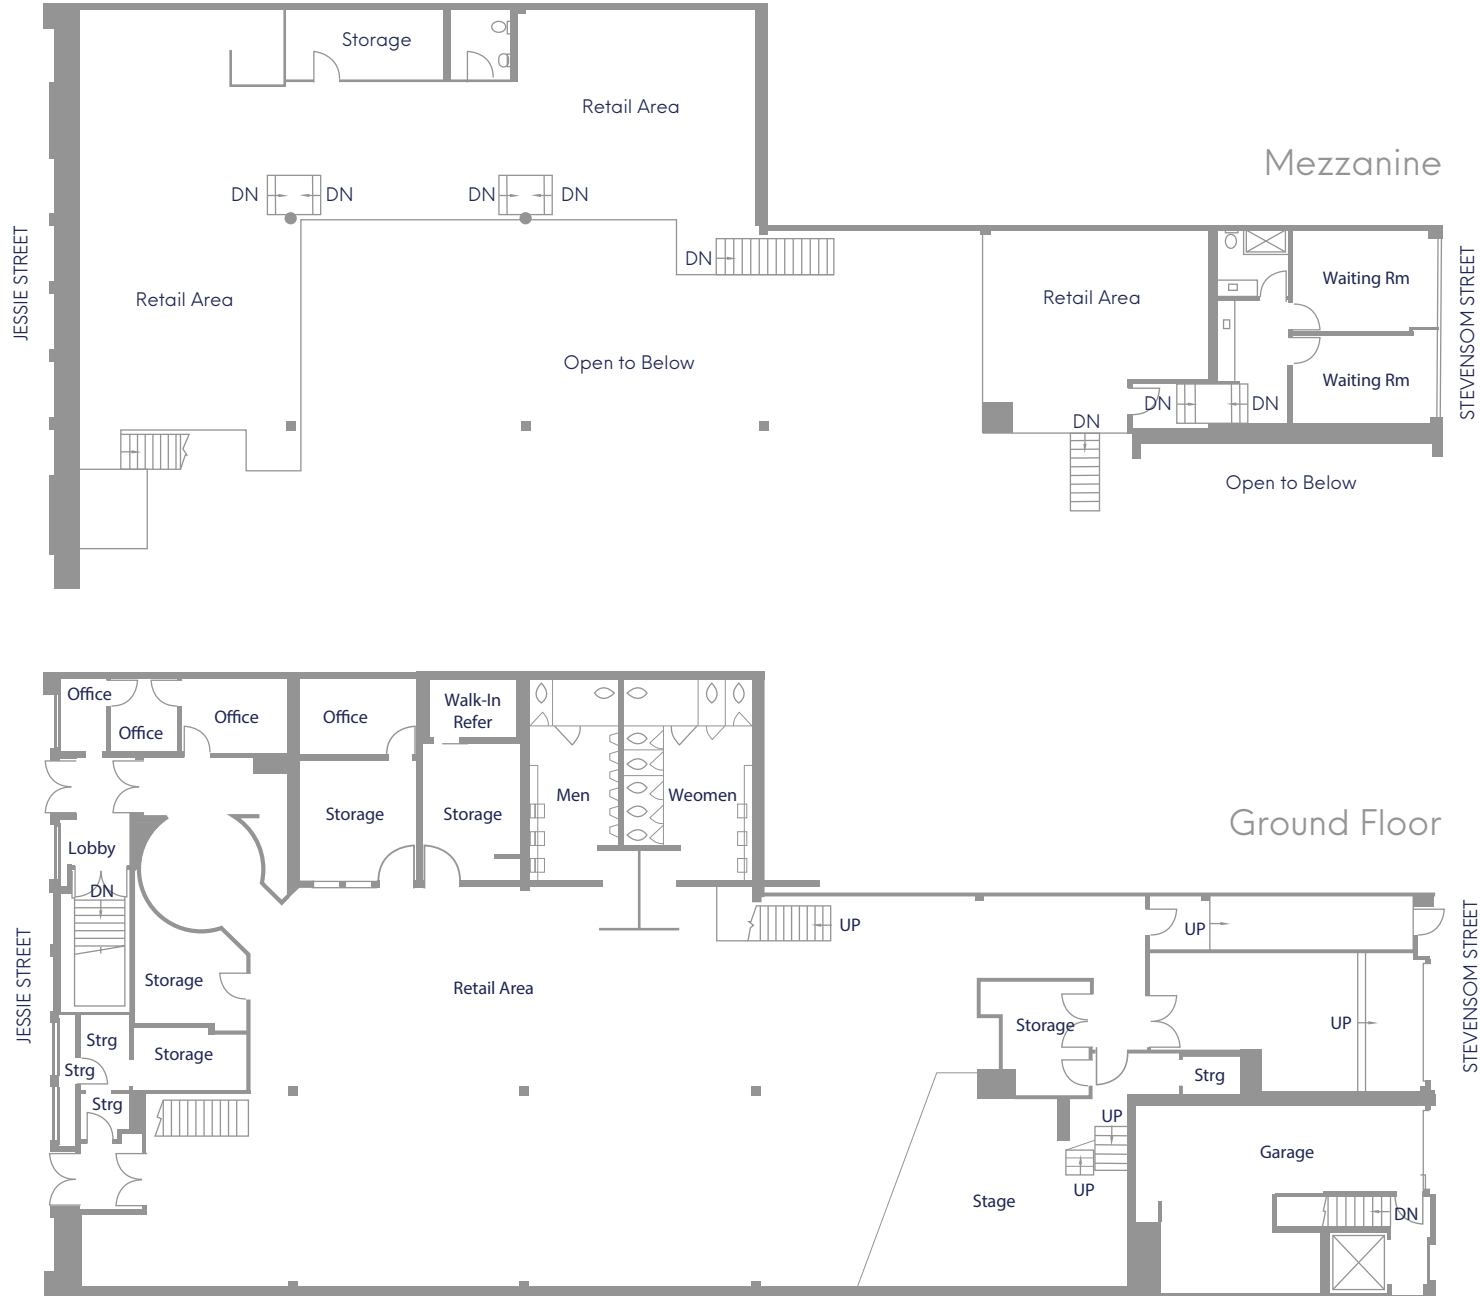 Storage
Retail Area
Mezzanine
DN
DN
DN
DN
JESSIE STREET
DN
Retail Area
Retail Area
Waiting Rm
STEVENSOM STREET
Open to Below
Waiting Rm
DN
DN
DN
Open to Below
Office
Office
Office
Office
Walk-In
Refer
Men
Weomen
Storage
Storage
Ground Floor
Lobby
DN
UP
UP
JESSIE STREET
Storage
Retail Area
STEVENSOM STREET
Storage
UP
Strg
Storage
Strg
Strg
Strg
UP
Garage
UP
Stage
DN